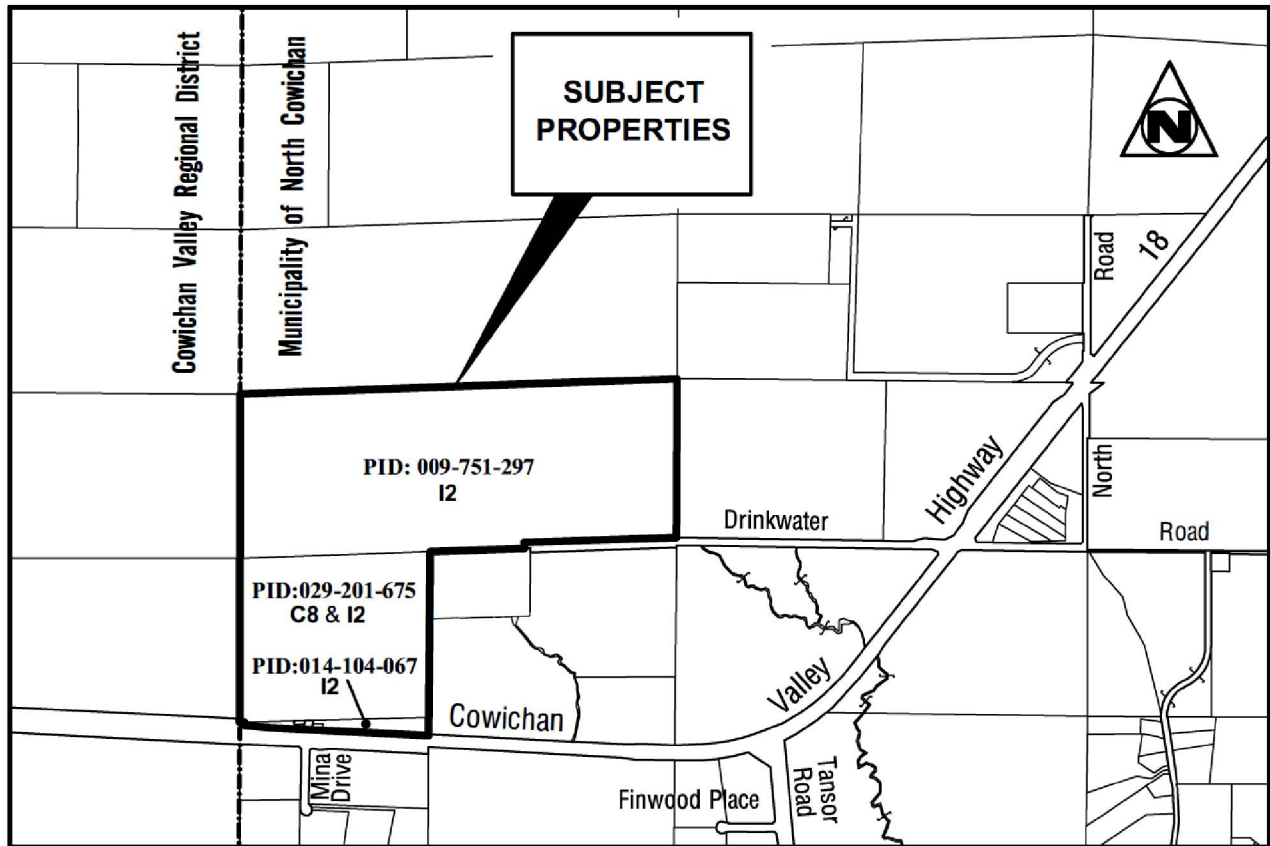 Cowichan Valley Regional District
Municipality of North Cowichan
SUBJECT
PROPERTIES
N
Road
18
PID: 009-751-297
I2
Highway
North
Drinkwater
Road
PID:029-201-675
C8 & I2
PID:014-104-067
I2
Cowichan
Valley
Mina
Drive
Finwood Place
Tansor
Road